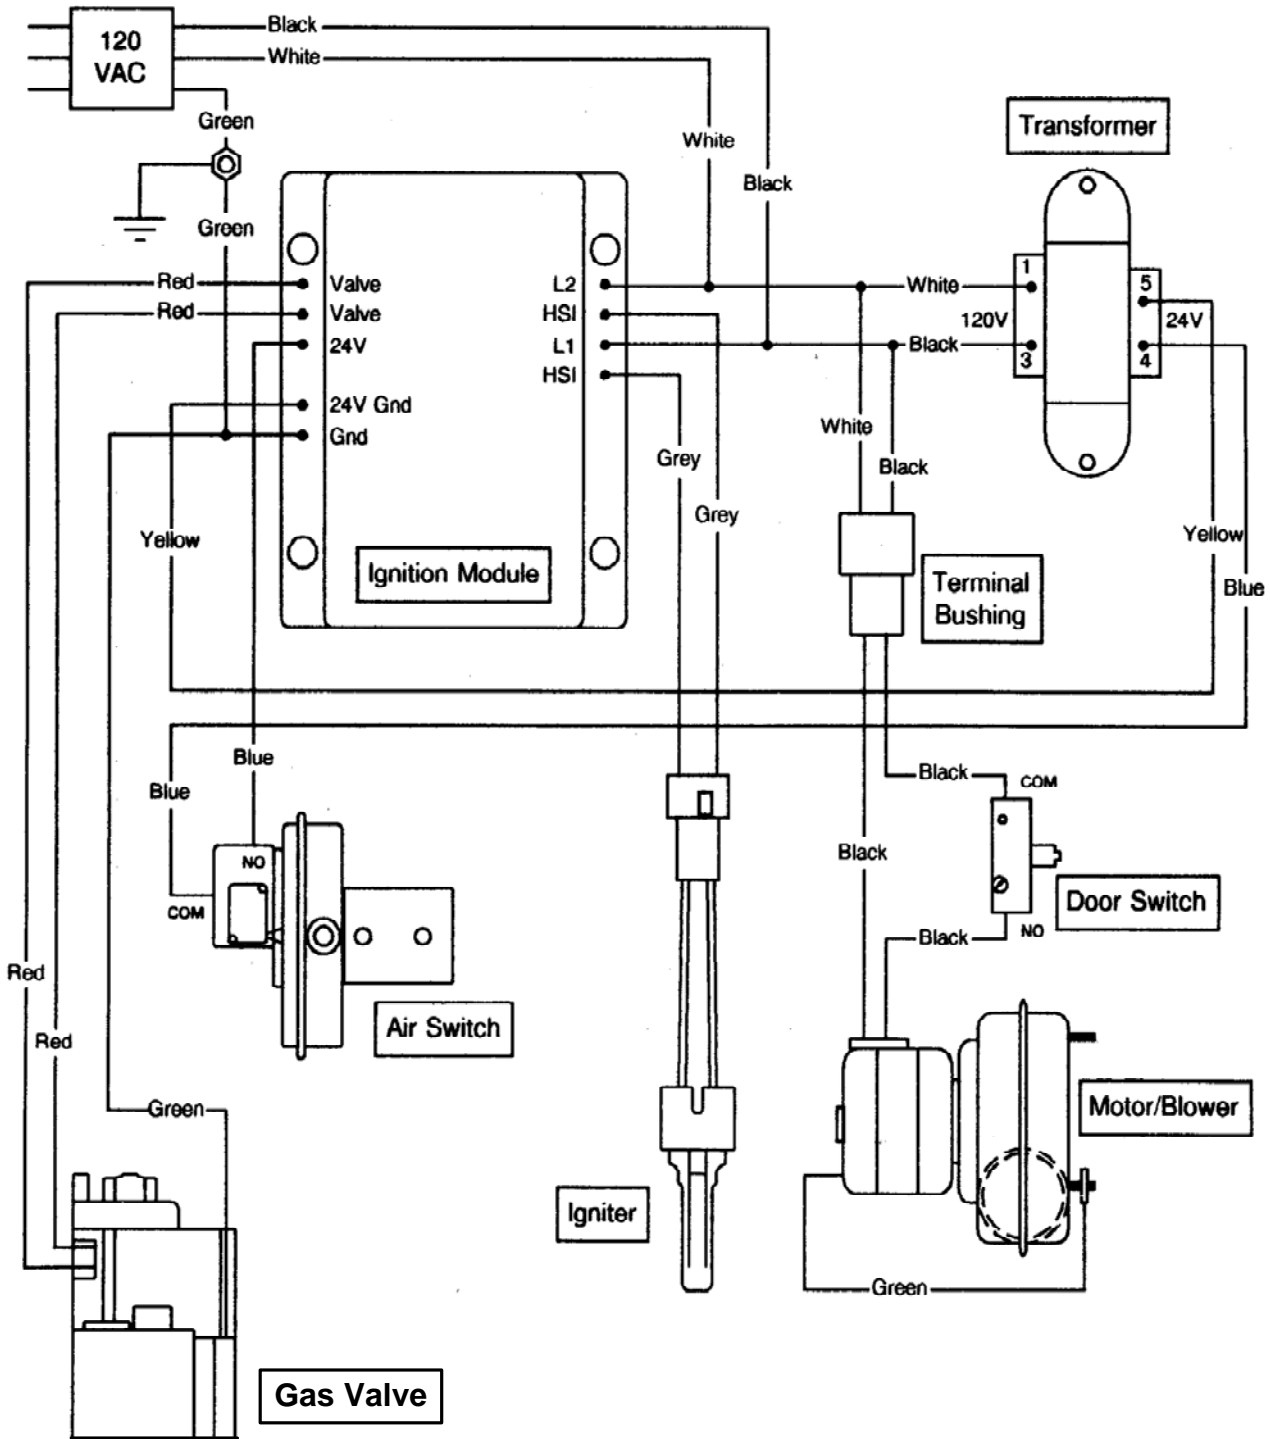 120
VAC
Black
White
Green
Green
White
Black
Transformer
Red
Red
Valve
Valve
24V
24V Gnd
Gnd
L2
HSI
L1
HSI
White
Black
1
120V
3
5
24V
4
White
Black
Grey
Grey
Yellow
Ignition Module
Terminal
Bushing
Yellow
Blue
Blue
Blue
NO
COM
Black
COM
Black
Door Switch
Black
NO
Red
Red
Air Switch
Green
Motor/Blower
Igniter
Green
Gas Valve